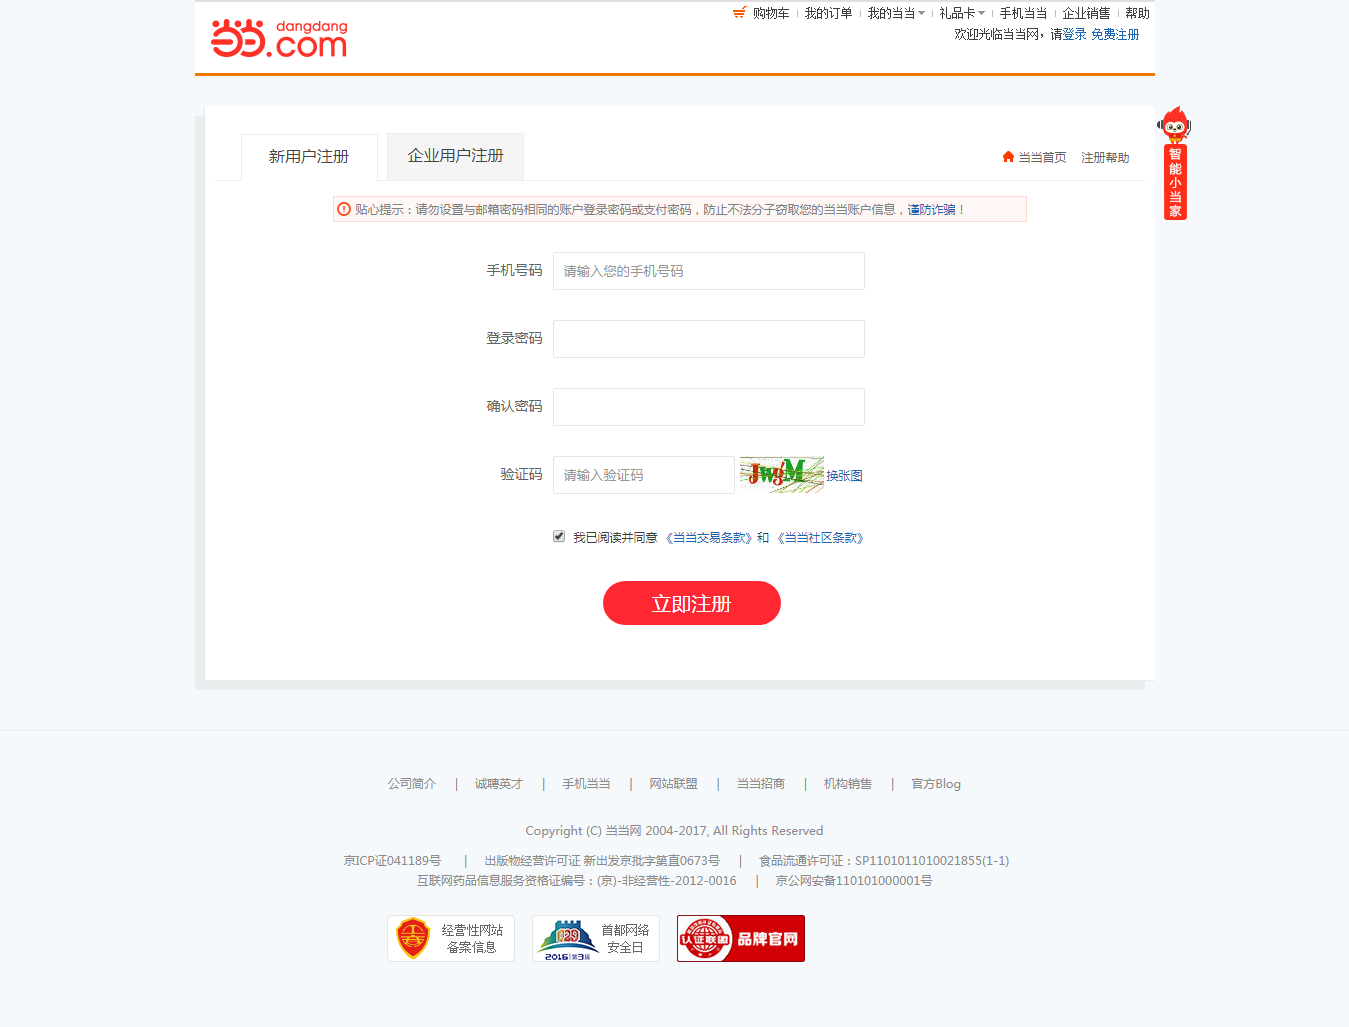 当当 dangdang
.com
购物车 我的订单 我的当当 礼品卡 手机当当 企业销售 帮助
欢迎光临当当网，请登录 免费注册
新用户注册 企业用户注册 当当首页 注册帮助
智能小当家
贴心提示：请勿设置与邮箱密码相同的账户登录密码或支付密码，防止不法分子窃取您的当当账户信息，谨防诈骗！
手机号码 请输入您的手机号码
登录密码
确认密码
验证码 请输入验证码 JwgM 换张图
我已阅读并同意 《当当交易条款》和 《当当社区条款》
立即注册
公司简介 | 诚聘英才 | 手机当当 | 网站联盟 | 当当招商 | 机构销售 | 官方Blog
Copyright (C) 当当网 2004-2017, All Rights Reserved
京ICP证041189号 | 出版物经营许可证 新出发京批字第直0673号 | 食品流通许可证：SP1101011010021855(1-1)
互联网药品信息服务资格证编号：(京)-非经营性-2012-0016 | 京公网安备110101000001号
经营性网站
备案信息
429
2016|第3届
首都网络
安全日
认证联盟 品牌官网